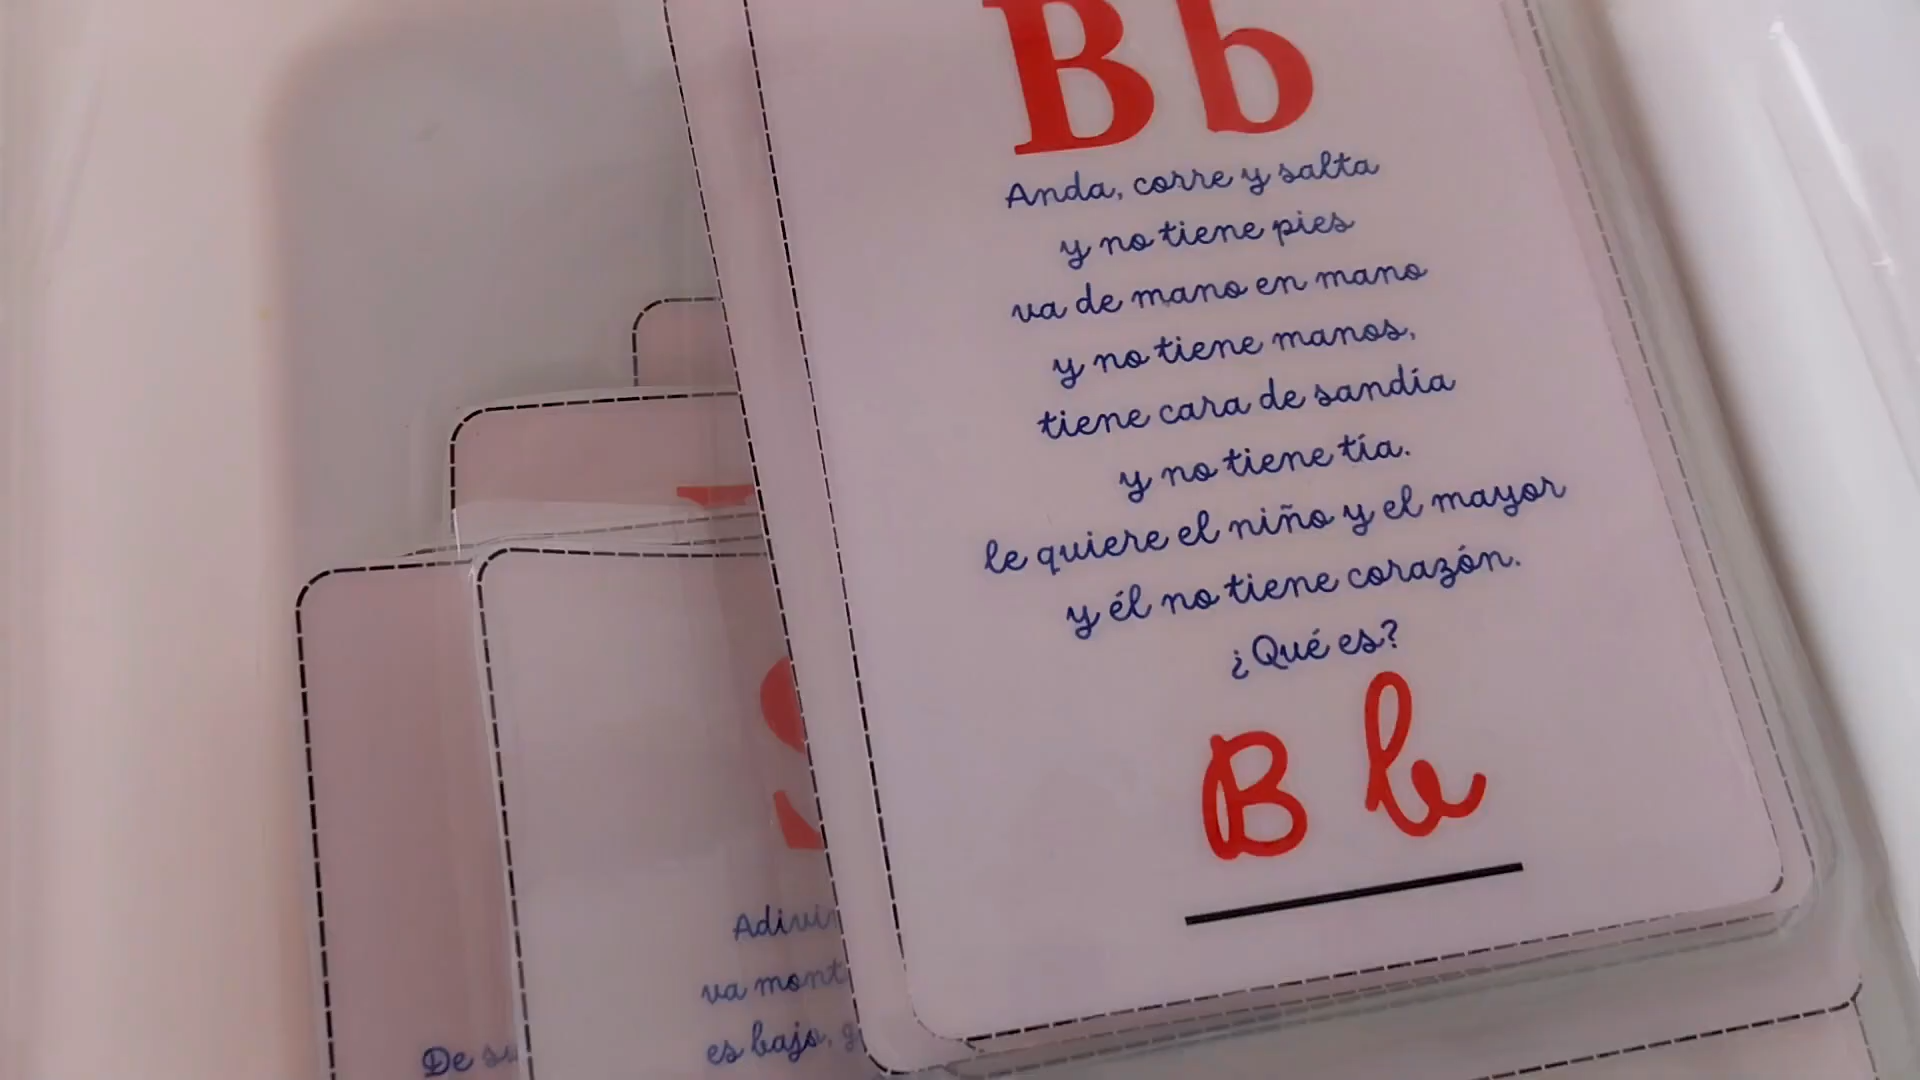 B b
Anda, corre y salta
y no tiene pies
va de mano en mano
y no tiene manos,
tiene cara de sandía
y no tiene tía.
le quiere el niño y el mayor
y él no tiene corazón.
¿Qué es?
B b
S
va
es bajo,
De